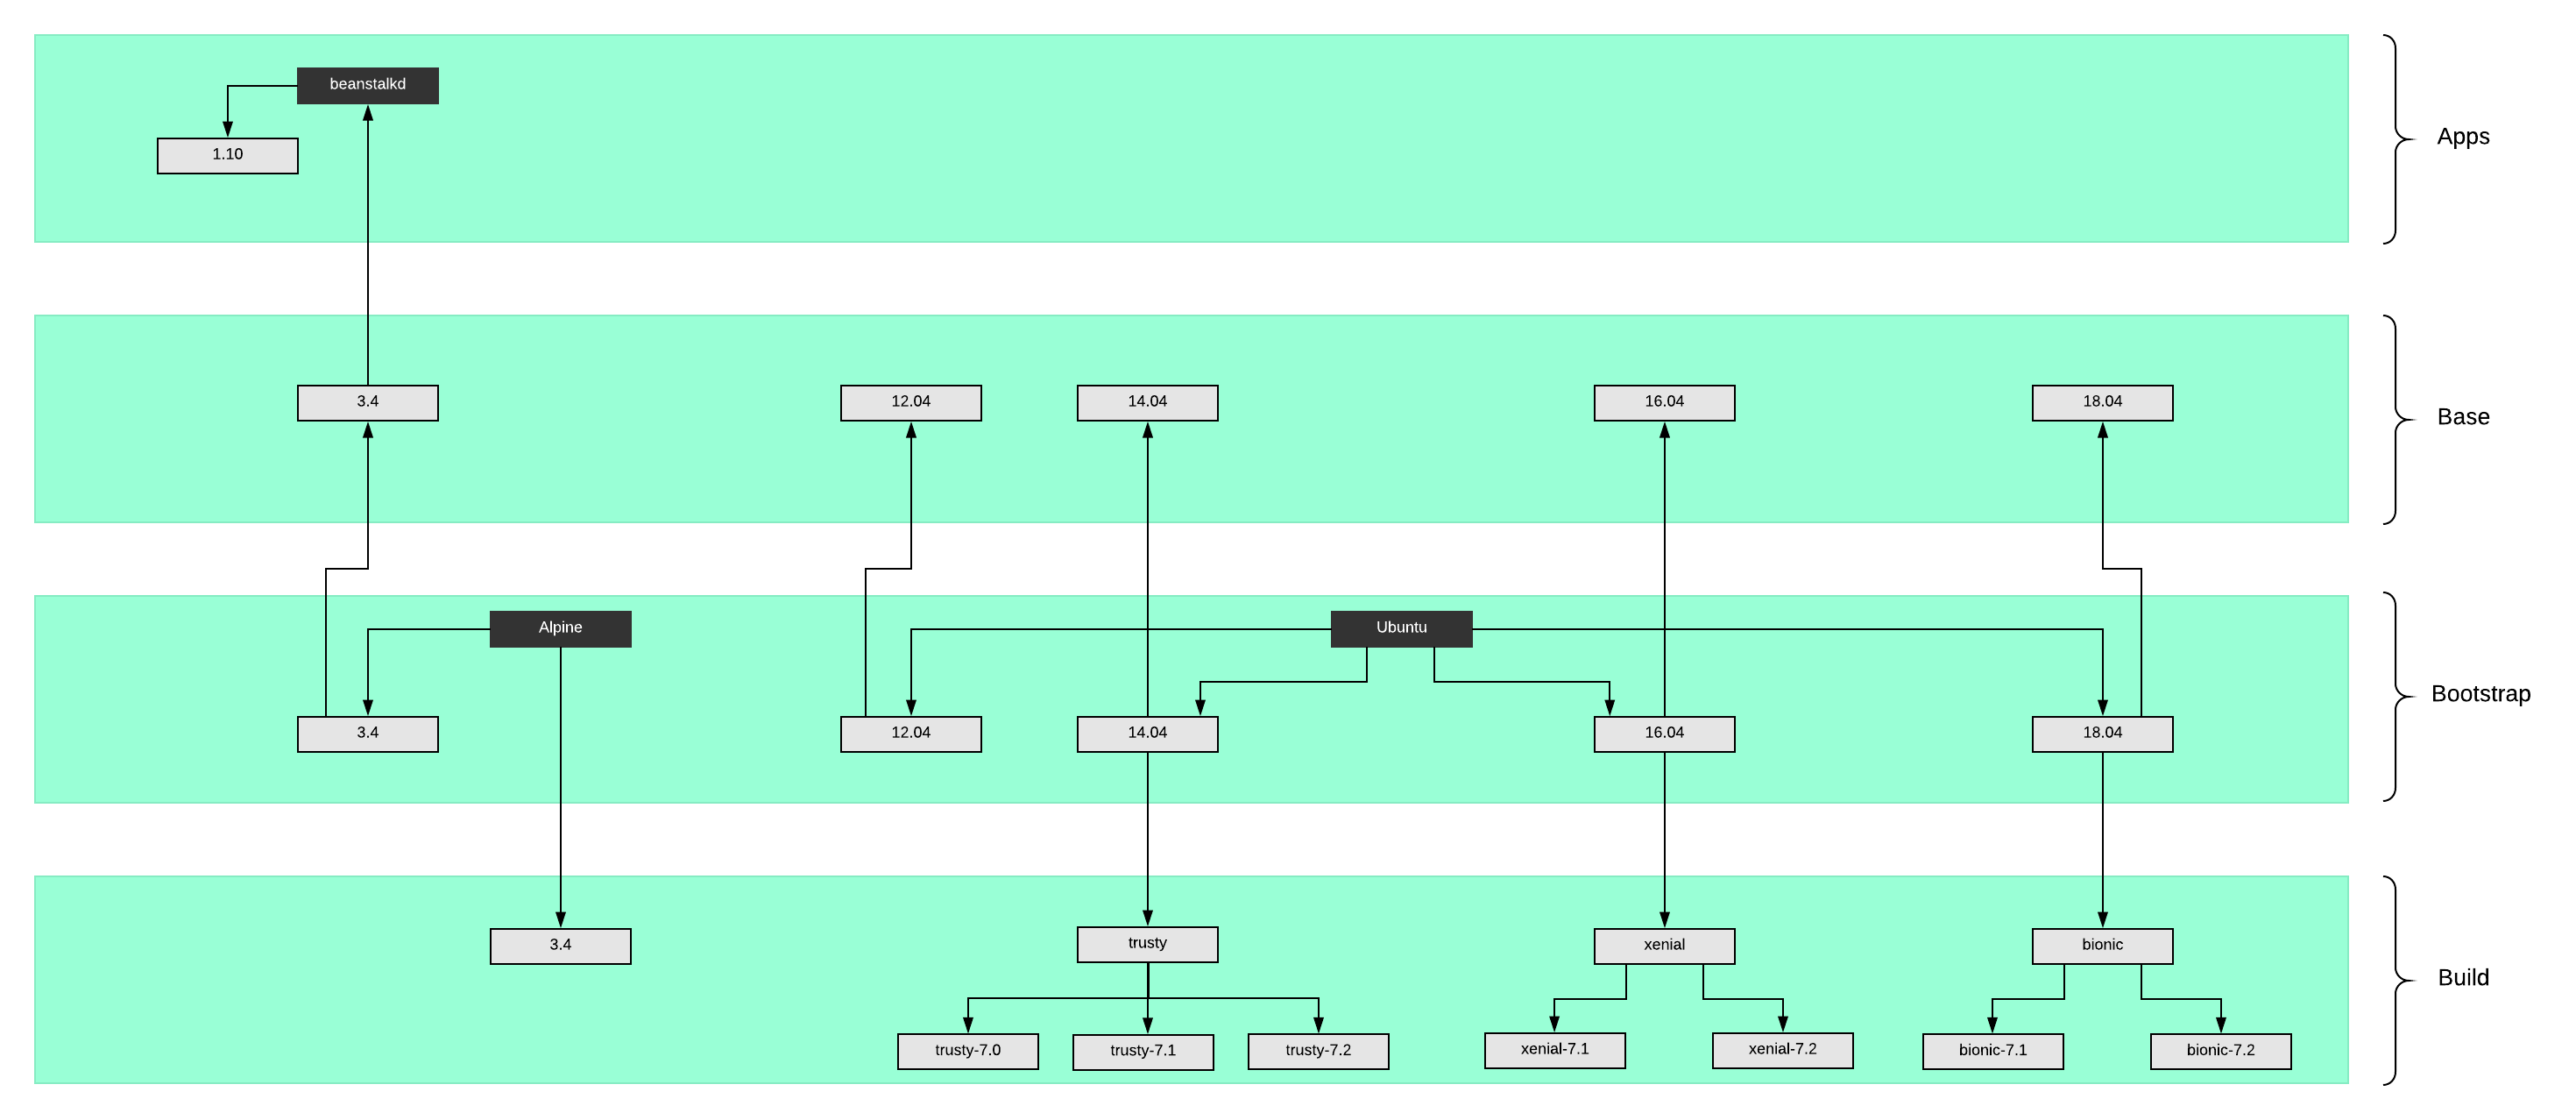 beanstalkd
1.10
Apps
3.4
12.04
14.04
16.04
18.04
Base
Alpine
Ubuntu
Bootstrap
3.4
12.04
14.04
16.04
18.04
3.4
trusty
xenial
bionic
Build
trusty-7.0
trusty-7.1
trusty-7.2
xenial-7.1
xenial-7.2
bionic-7.1
bionic-7.2